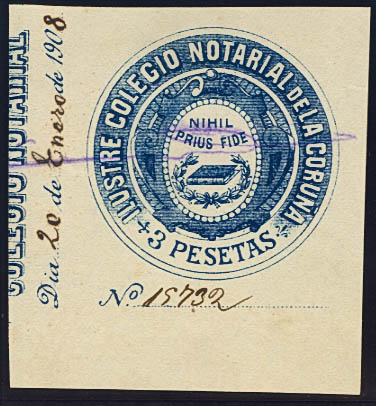 COLEGIO NOTARIAL
Dia 20 de Enero de 1908
ILUSTRE COLEGIO NOTARIAL DE LA CORUÑA
NIHIL
PRIUS FIDE
3 PESETAS
No. 15732